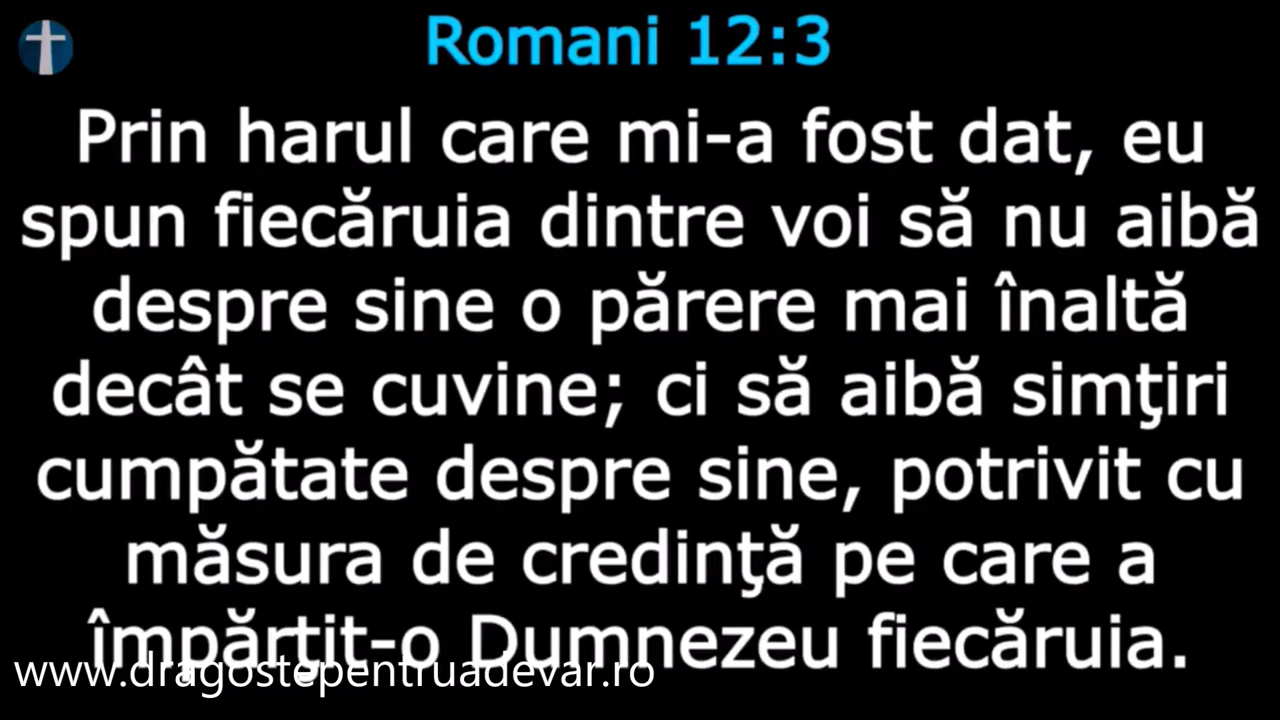 Romani 12:3
Prin harul care mi-a fost dat, eu
spun fiecăruia dintre voi să nu aibă
despre sine o părere mai înaltă
decât se cuvine; ci să aibă simţiri
cumpătate despre sine, potrivit cu
măsura de credinţă pe care a
împărţit-o Dumnezeu fiecăruia.
www.dragostepentruadevar.ro